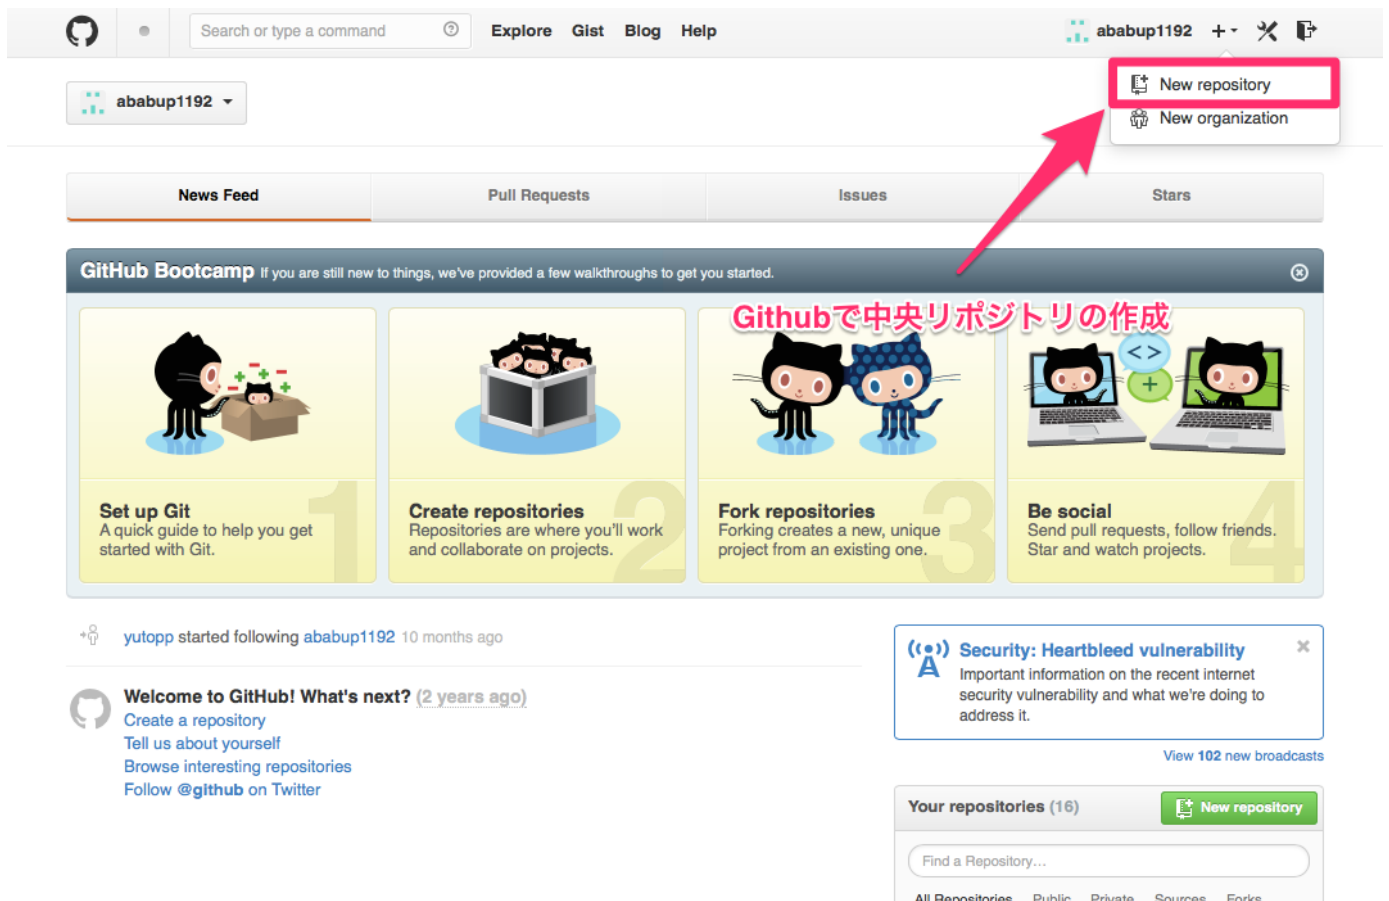 Search or type a command
Explore Gist Blog Help
ababup1192
New repository
New organization
ababup1192
News Feed
Pull Requests
Issues
Stars
GitHub Bootcamp If you are still new to things, we've provided a few walkthroughs to get you started.
Githubで中央リポジトリの作成
1
Set up Git
A quick guide to help you get
started with Git.
2
Create repositories
Repositories are where you'll work
and collaborate on projects.
3
Fork repositories
Forking creates a new, unique
project from an existing one.
4
Be social
Send pull requests, follow friends.
Star and watch projects.
yutopp started following ababup1192 10 months ago
Welcome to GitHub! What's next? (2 years ago)
Create a repository
Tell us about yourself
Browse interesting repositories
Follow @github on Twitter
Security: Heartbleed vulnerability
Important information on the recent internet
security vulnerability and what we're doing to
address it.
View 102 new broadcasts
Your repositories (16)
New repository
Find a Repository...
All Repositories Public Private Sources Forks